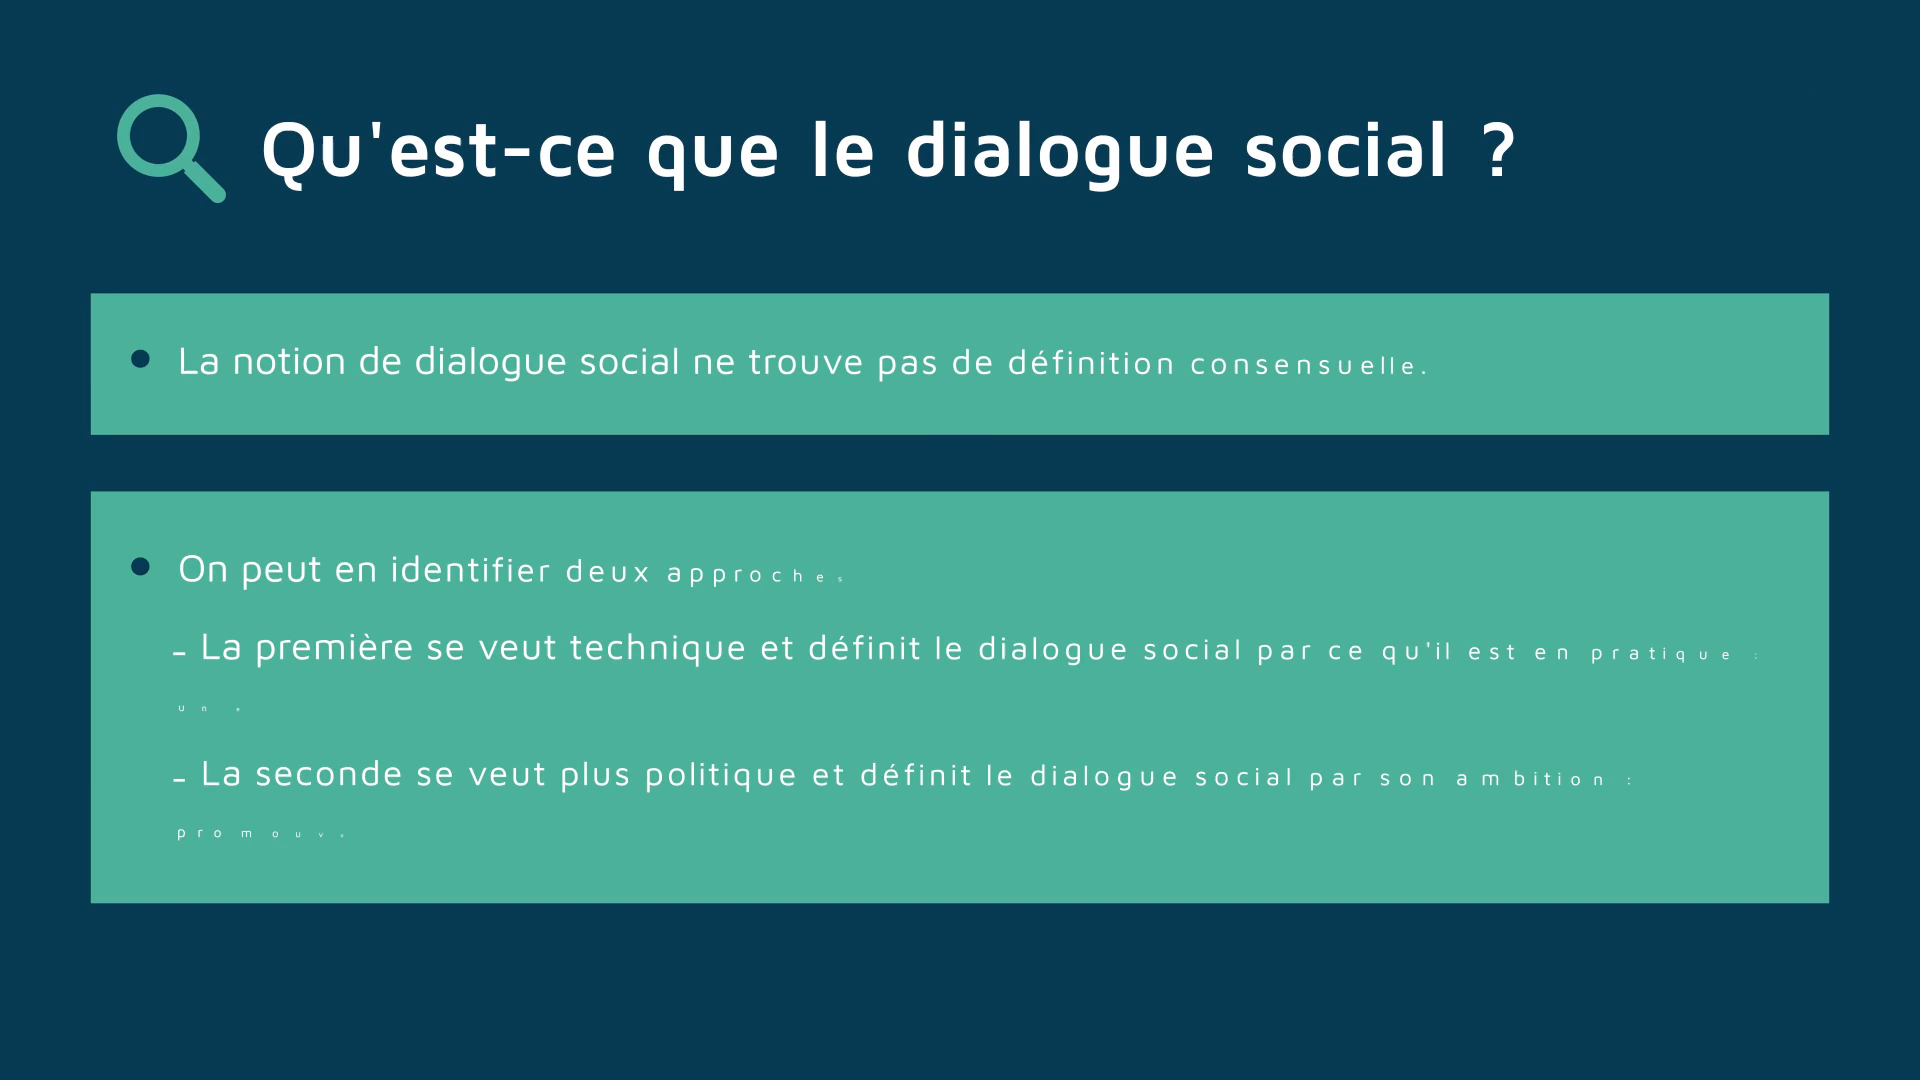 Qu'est-ce que le dialogue social ?
• La notion de dialogue social ne trouve pas de définition consensuelle.
• On peut en identifier deux approches
- La première se veut technique et définit le dialogue social par ce qu'il est en pratique :
un
- La seconde se veut plus politique et définit le dialogue social par son ambition :